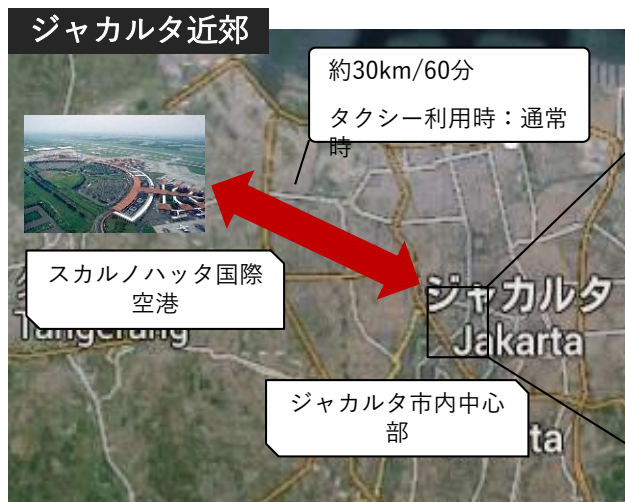 ジャカルタ近郊
約30km/60分
タクシー利用時：通常
時
スカルノハッタ国際
空港
Tangerang
ジャカルタ
Jakarta
ジャカルタ市内中心
部
ta